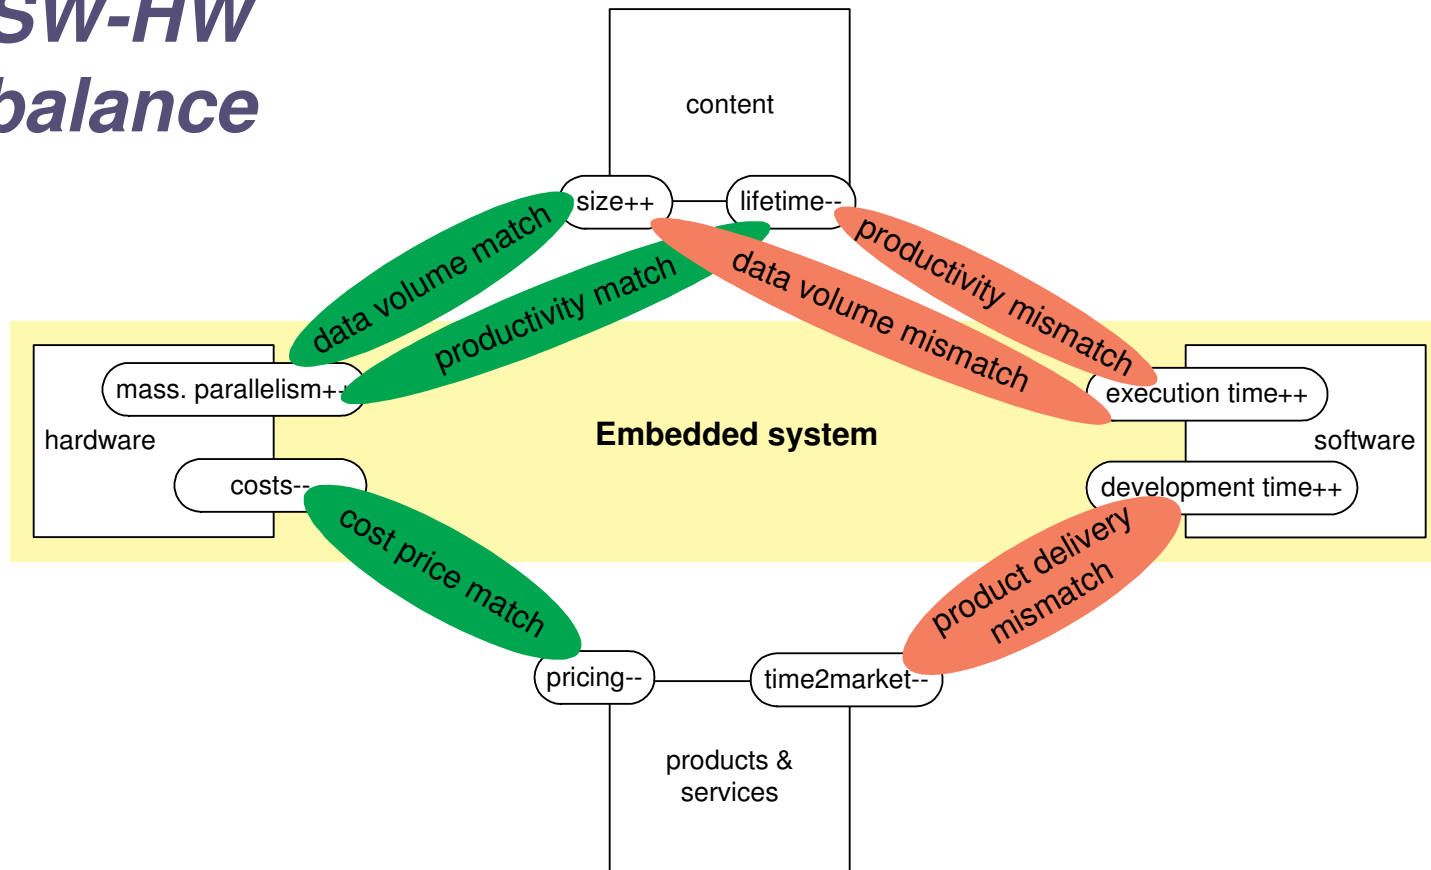 SW-HW
balance
content
size++
lifetime--
data volume match
productivity match
data volume mismatch
productivity mismatch
mass. parallelism++
execution time++
hardware
Embedded system
software
costs--
development time++
cost price match
product delivery
mismatch
pricing--
time2market--
products &
services